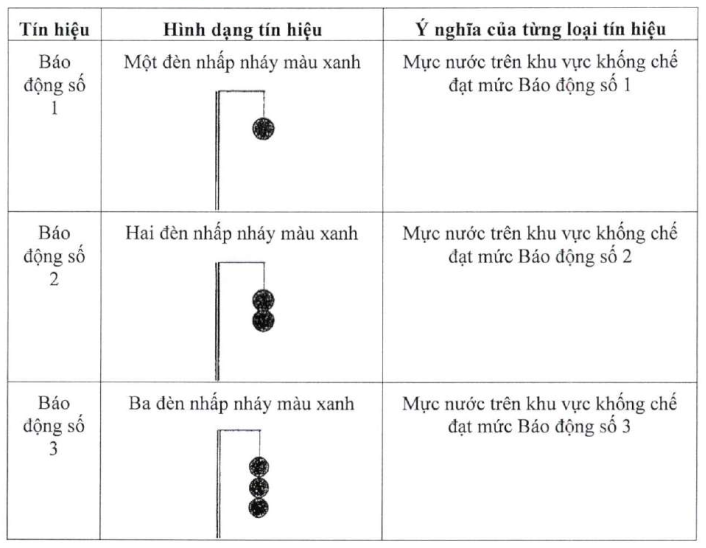 Tín hiệu
Hình dạng tín hiệu
Ý nghĩa của từng loại tín hiệu
Báo
động số
1
Một đèn nhấp nháy màu xanh
Mực nước trên khu vực khống chế
đạt mức Báo động số 1
Báo
động số
2
Hai đèn nhấp nháy màu xanh
Mực nước trên khu vực khống chế
đạt mức Báo động số 2
Báo
động số
3
Ba đèn nhấp nháy màu xanh
Mực nước trên khu vực khống chế
đạt mức Báo động số 3